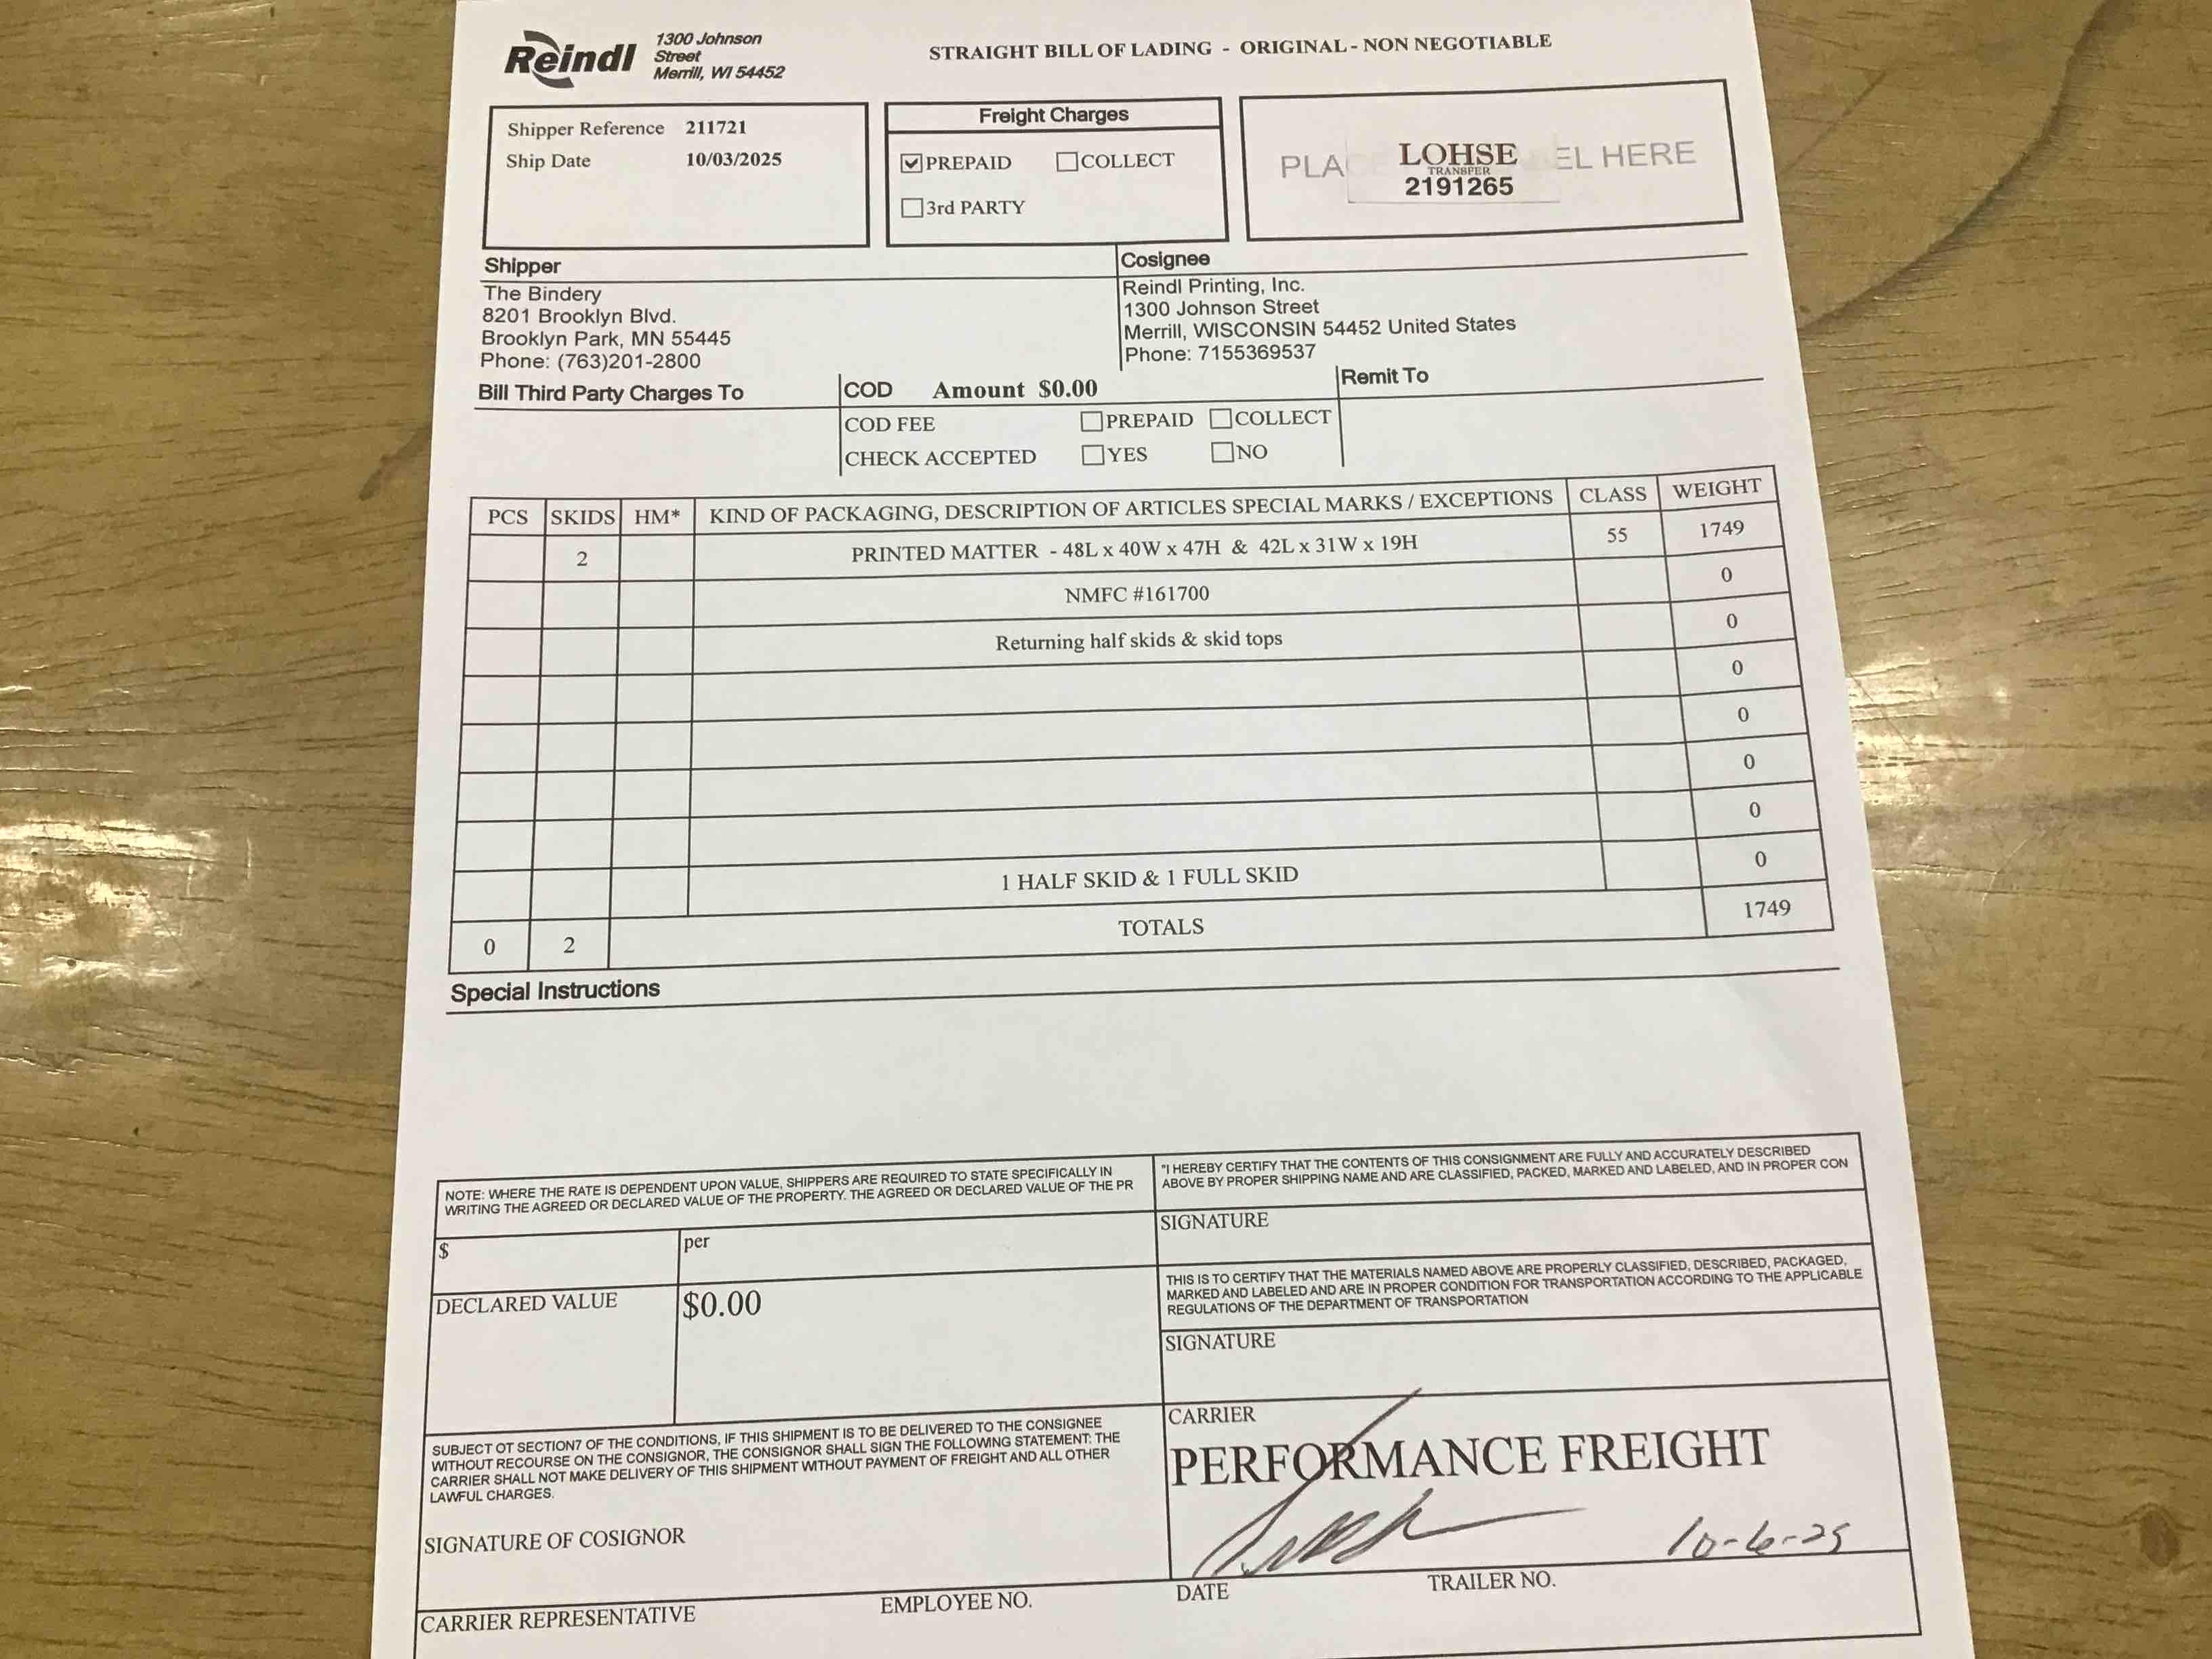 Reindl
1300 Johnson
Street
Merrill, WI 54452
STRAIGHT BILL OF LADING - ORIGINAL - NON NEGOTIABLE
Shipper Reference 211721
Ship Date 10/03/2025
Freight Charges
PREPAID COLLECT
3rd PARTY
PLA EL HERE
LOHSE
TRANSFER
2191265
Shipper
The Bindery
8201 Brooklyn Blvd.
Brooklyn Park, MN 55445
Phone: (763)201-2800
Cosignee
Reindl Printing, Inc.
1300 Johnson Street
Merrill, WISCONSIN 54452 United States
Phone: 7155369537
Bill Third Party Charges To
COD Amount $0.00
COD FEE PREPAID COLLECT
CHECK ACCEPTED YES NO
Remit To
PCS SKIDS HM* KIND OF PACKAGING, DESCRIPTION OF ARTICLES SPECIAL MARKS / EXCEPTIONS CLASS WEIGHT
2 PRINTED MATTER - 48L x 40W x 47H & 42L x 31W x 19H 55 1749
NMFC #161700 0
Returning half skids & skid tops 0
0
0
0
0
1 HALF SKID & 1 FULL SKID 0
0 2 TOTALS 1749
Special Instructions
NOTE: WHERE THE RATE IS DEPENDENT UPON VALUE, SHIPPERS ARE REQUIRED TO STATE SPECIFICALLY IN
WRITING THE AGREED OR DECLARED VALUE OF THE PROPERTY. THE AGREED OR DECLARED VALUE OF THE PR
$ per
DECLARED VALUE $0.00
"I HEREBY CERTIFY THAT THE CONTENTS OF THIS CONSIGNMENT ARE FULLY AND ACCURATELY DESCRIBED
ABOVE BY PROPER SHIPPING NAME AND ARE CLASSIFIED, PACKED, MARKED AND LABELED, AND IN PROPER CON
SIGNATURE
THIS IS TO CERTIFY THAT THE MATERIALS NAMED ABOVE ARE PROPERLY CLASSIFIED, DESCRIBED, PACKAGED,
MARKED AND LABELED AND ARE IN PROPER CONDITION FOR TRANSPORTATION ACCORDING TO THE APPLICABLE
REGULATIONS OF THE DEPARTMENT OF TRANSPORTATION
SIGNATURE
SUBJECT OT SECTION7 OF THE CONDITIONS, IF THIS SHIPMENT IS TO BE DELIVERED TO THE CONSIGNEE
WITHOUT RECOURSE ON THE CONSIGNOR, THE CONSIGNOR SHALL SIGN THE FOLLOWING STATEMENT: THE
CARRIER SHALL NOT MAKE DELIVERY OF THIS SHIPMENT WITHOUT PAYMENT OF FREIGHT AND ALL OTHER
LAWFUL CHARGES.
SIGNATURE OF COSIGNOR
CARRIER
PERFORMANCE FREIGHT
10-6-25
CARRIER REPRESENTATIVE EMPLOYEE NO. DATE TRAILER NO.